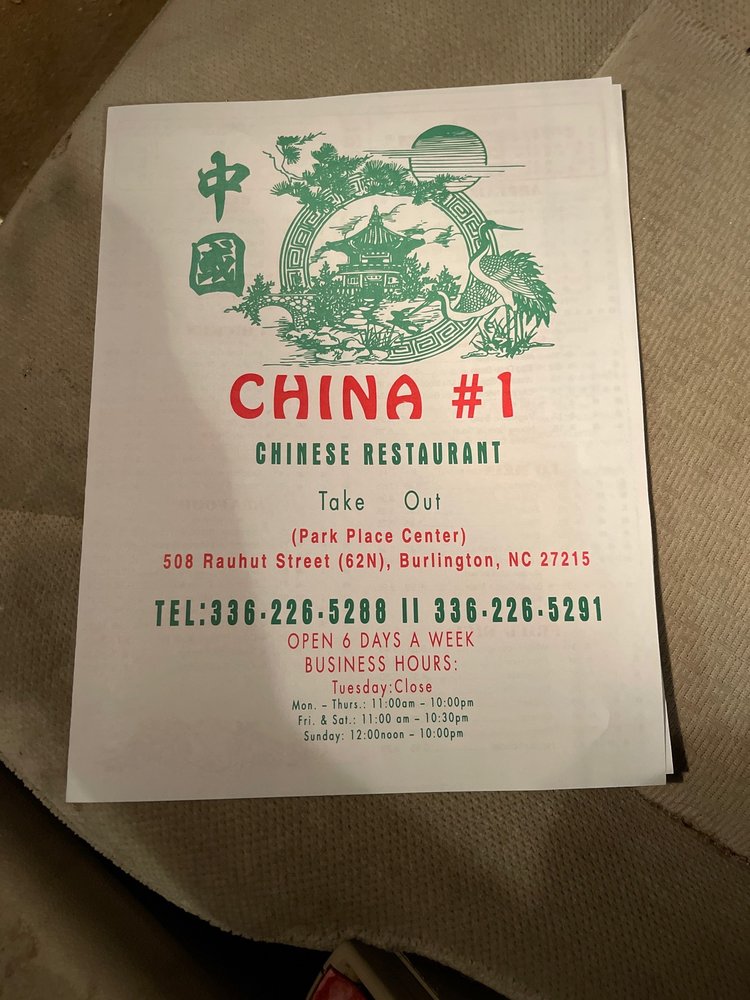 中
國
CHINA #1
CHINESE RESTAURANT
Take Out
(Park Place Center)
508 Rauhut Street (62N), Burlington, NC 27215
TEL:336-226-5288 II 336-226-5291
OPEN 6 DAYS A WEEK
BUSINESS HOURS:
Tuesday:Close
Mon. – Thurs.: 11:00am – 10:00pm
Fri. & Sat.: 11:00 am – 10:30pm
Sunday: 12:00noon – 10:00pm